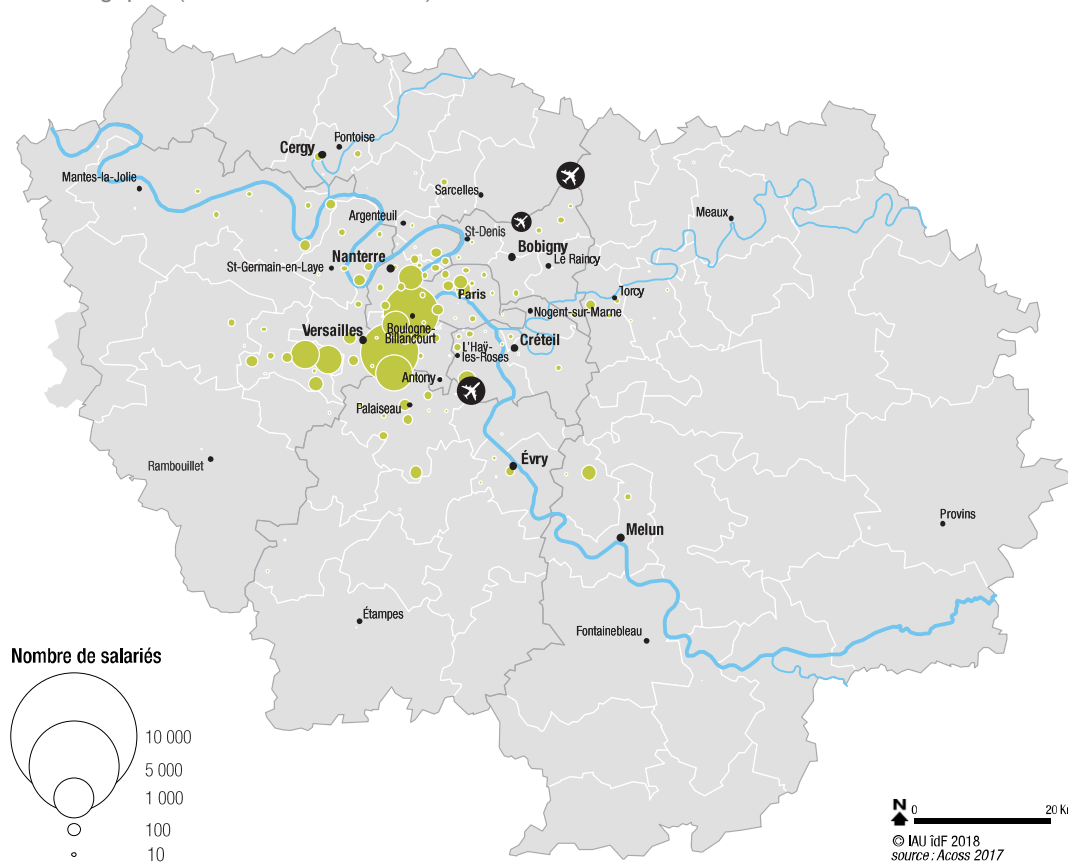 Fontoise
Cergy
Mantes-la-Jolie
Sarcelles
Argenteuil
Meaux
St-Denis
Bobigny
Le Raincy
Nanterre
St-Germain-en-Laye
Torcy
Paris
Nogent-sur-Marne
Boulogne-
Billancourt
Versailles
Créteil
L'Haÿ-
les-Roses
Antony
Palaiseau
Rambouillet
Évry
Provins
Melun
Étampes
Fontainebleau
Nombre de salariés
10 000
5 000
1 000
100
10
N
0
20 K
© IAU îdF 2018
source : Acoss 2017